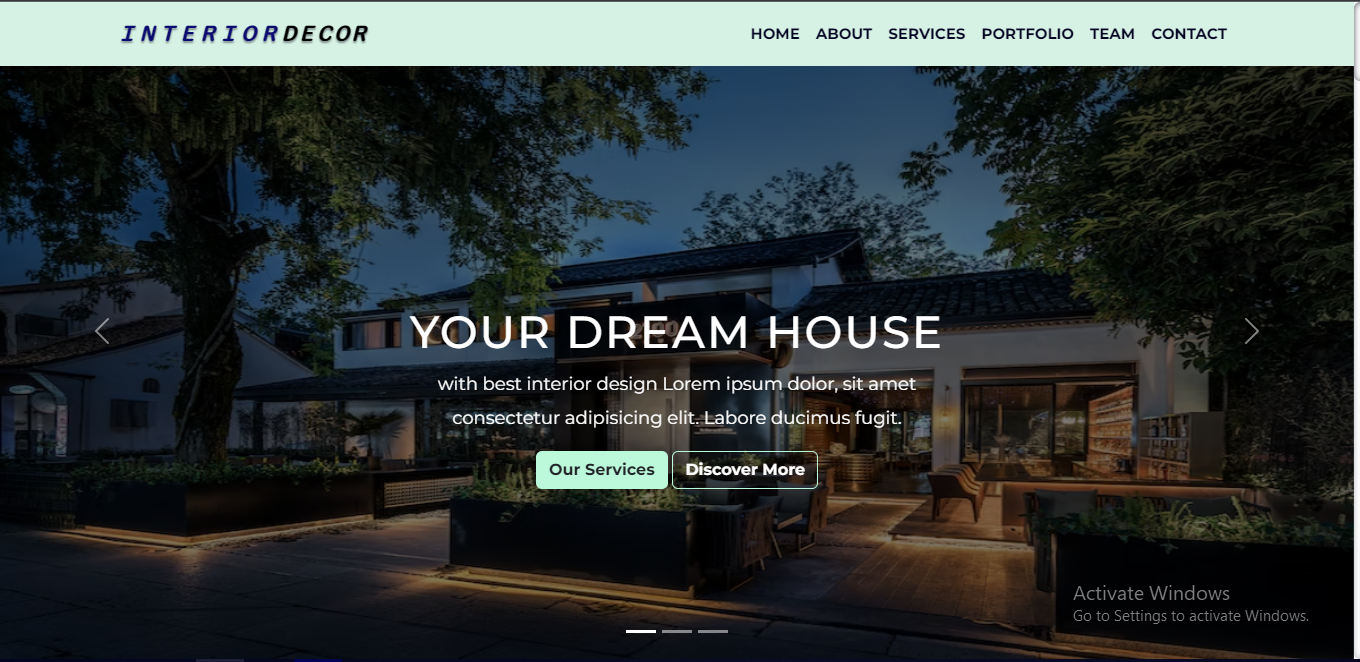 INTERIORDECOR
HOME ABOUT SERVICES PORTFOLIO TEAM CONTACT
YOUR DREAM HOUSE
with best interior design Lorem ipsum dolor, sit amet
consectetur adipisicing elit. Labore ducimus fugit.
Our Services Discover More
Activate Windows
Go to Settings to activate Windows.